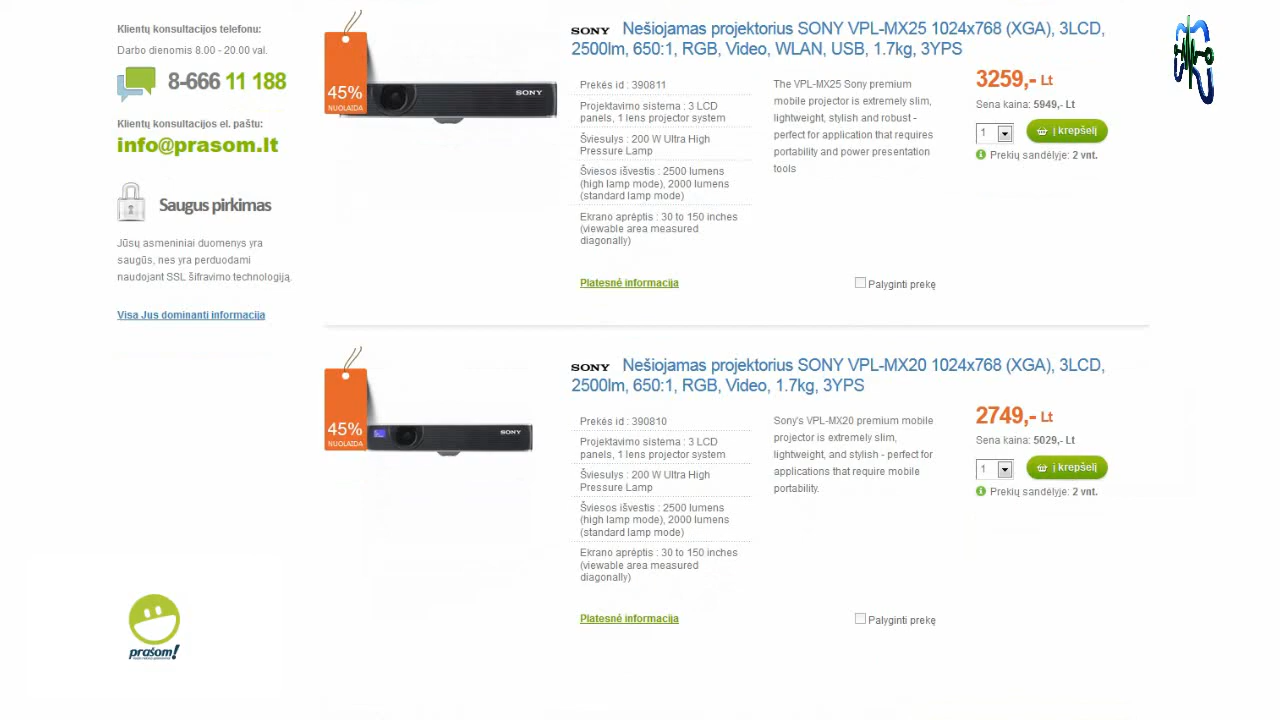 Klientų konsultacijos telefonu:
Darbo dienomis 8.00 - 20.00 val.
8-666 11 188
Klientų konsultacijos el. paštu:
info@prasom.lt
Saugus pirkimas
Jūsų asmeniniai duomenys yra
saugūs, nes yra perduodami
naudojant SSL šifravimo technologiją.
Visa Jus dominanti informacija
45%
NUOLAIDA
SONY
SONY Nešiojamas projektorius SONY VPL-MX25 1024x768 (XGA), 3LCD,
2500lm, 650:1, RGB, Video, WLAN, USB, 1.7kg, 3YPS
Prekės id : 390811
Projektavimo sistema : 3 LCD
panels, 1 lens projector system
Šviesulys : 200 W Ultra High
Pressure Lamp
Šviesos išvestis : 2500 lumens
(high lamp mode), 2000 lumens
(standard lamp mode)
Ekrano aprėptis : 30 to 150 inches
(viewable area measured
diagonally)
Platesnė informacija
The VPL-MX25 Sony premium
mobile projector is extremely slim,
lightweight, stylish and robust -
perfect for application that requires
portability and power presentation
tools
Palyginti prekę
3259,- Lt
Sena kaina: 5949,- Lt
1
į krepšelį
Prekių sandėlyje: 2 vnt.
45%
NUOLAIDA
SONY
SONY Nešiojamas projektorius SONY VPL-MX20 1024x768 (XGA), 3LCD,
2500lm, 650:1, RGB, Video, 1.7kg, 3YPS
Prekės id : 390810
Projektavimo sistema : 3 LCD
panels, 1 lens projector system
Šviesulys : 200 W Ultra High
Pressure Lamp
Šviesos išvestis : 2500 lumens
(high lamp mode), 2000 lumens
(standard lamp mode)
Ekrano aprėptis : 30 to 150 inches
(viewable area measured
diagonally)
Platesnė informacija
Sony's VPL-MX20 premium mobile
projector is extremely slim,
lightweight, and stylish - perfect for
applications that require mobile
portability.
Palyginti prekę
2749,- Lt
Sena kaina: 5029,- Lt
1
į krepšelį
Prekių sandėlyje: 2 vnt.
prašom!